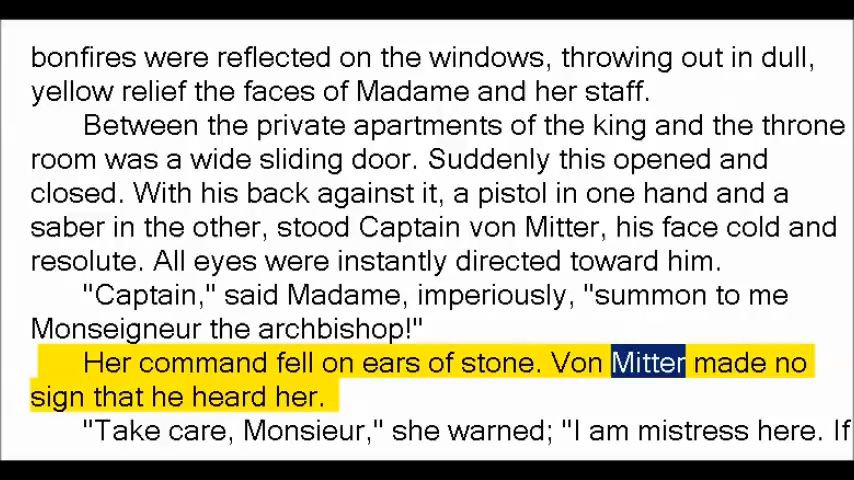 bonfires were reflected on the windows, throwing out in dull,
yellow relief the faces of Madame and her staff.
Between the private apartments of the king and the throne
room was a wide sliding door. Suddenly this opened and
closed. With his back against it, a pistol in one hand and a
saber in the other, stood Captain von Mitter, his face cold and
resolute. All eyes were instantly directed toward him.
"Captain," said Madame, imperiously, "summon to me
Monseigneur the archbishop!"
Her command fell on ears of stone. Von Mitter made no
sign that he heard her.
"Take care, Monsieur," she warned; "I am mistress here. If